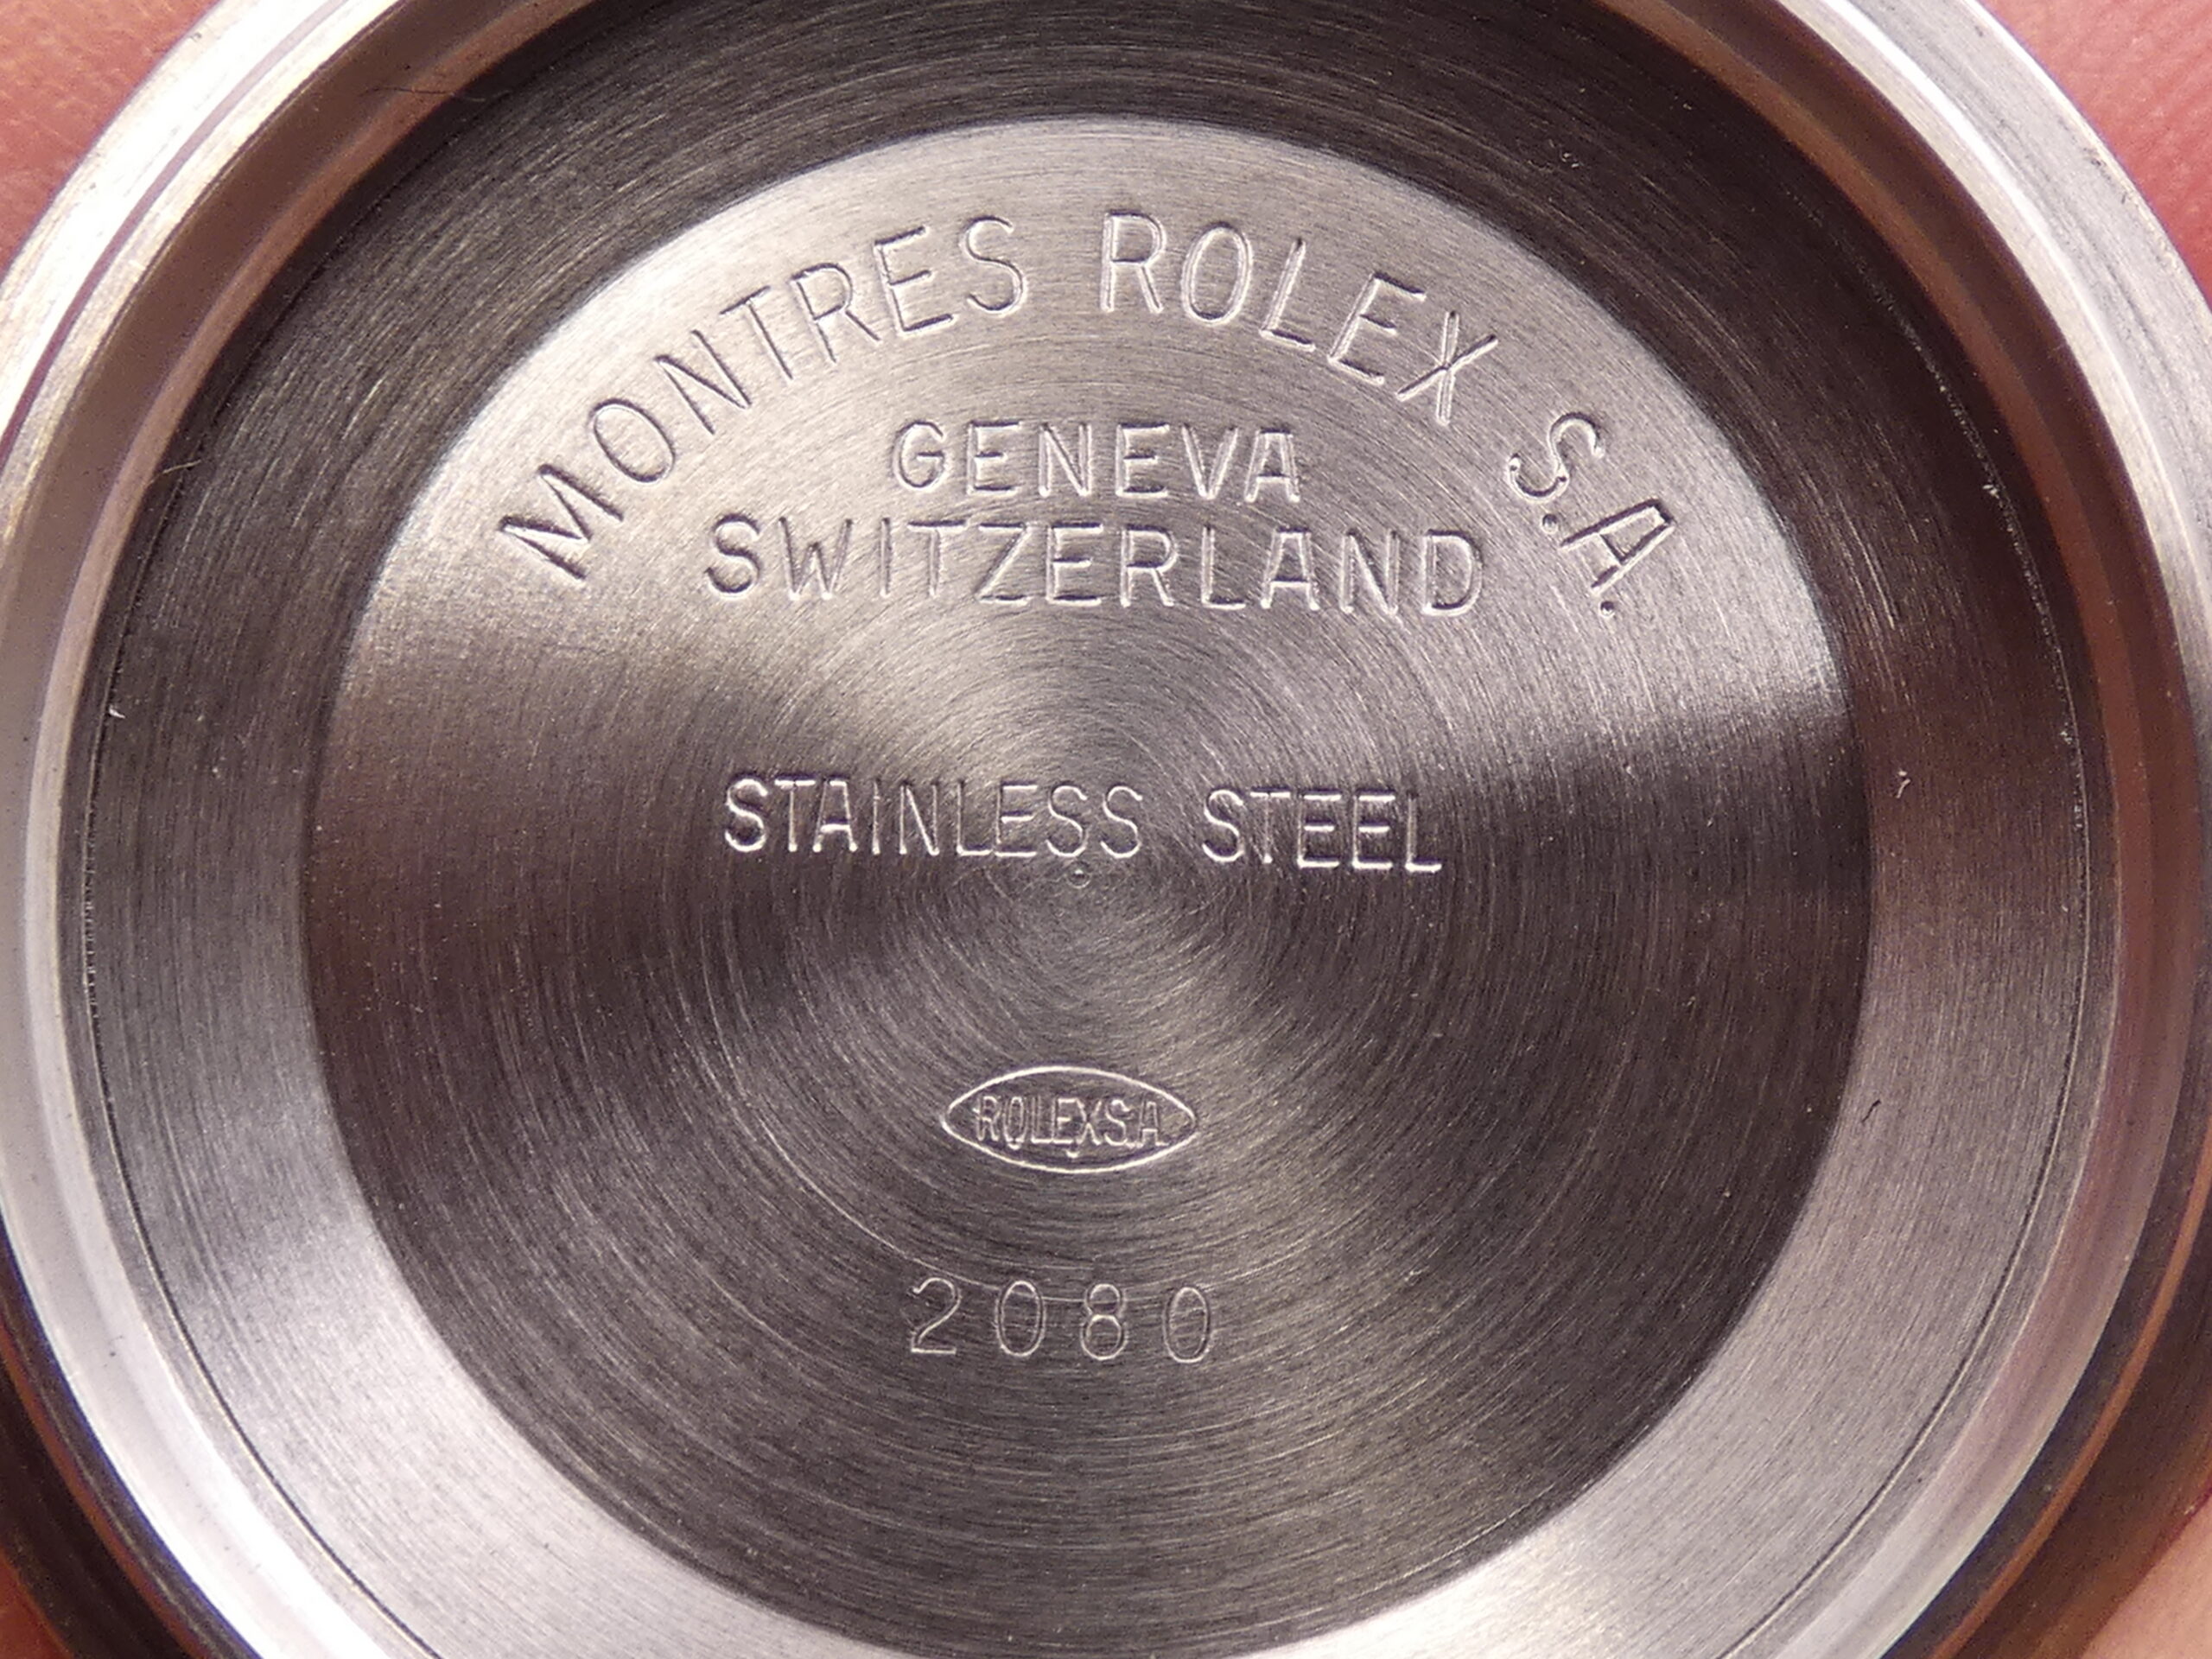 MONTRES ROLEX S.A.
GENEVA
SWITZERLAND
STAINLESS STEEL
ROLEX S.A.
2080